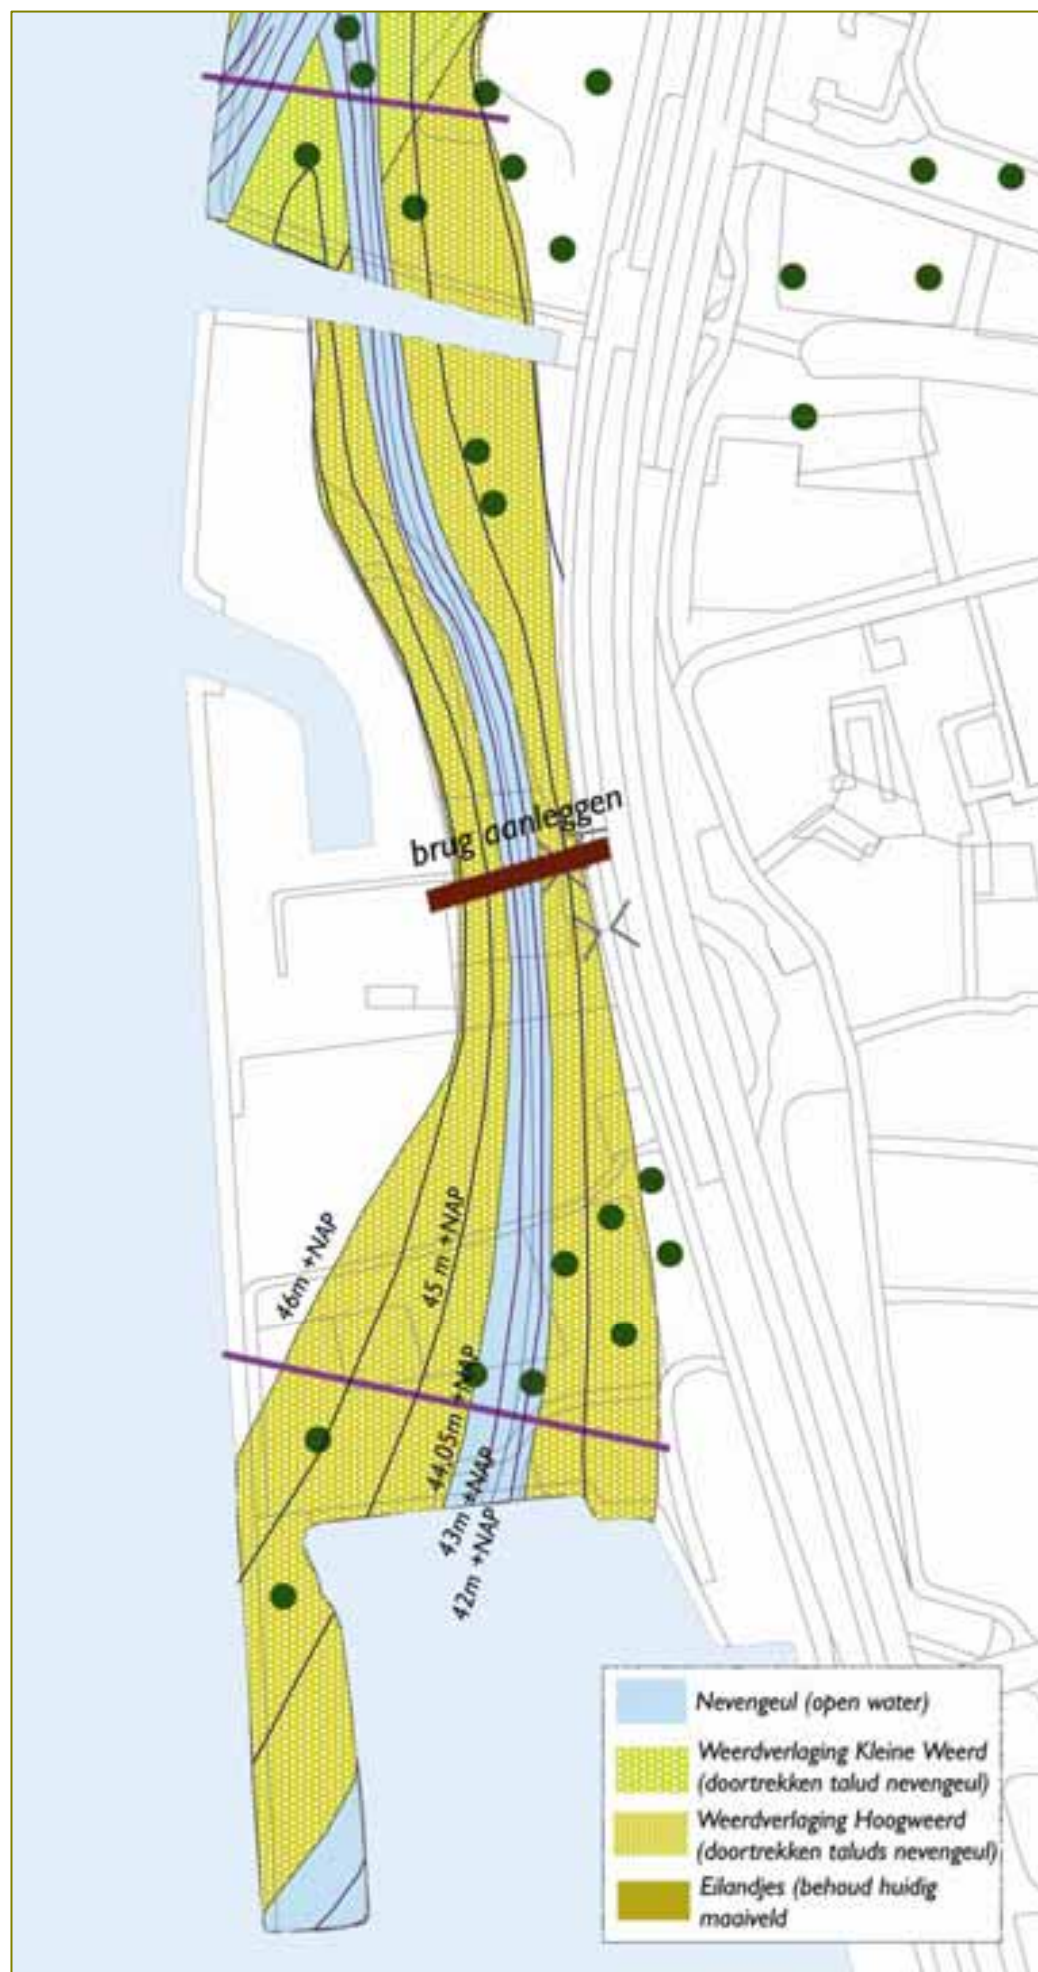 brug aanleggen
46m +NAP
45 m +NAP
44,05m +NAP
43m +NAP
42m +NAP
Nevengeul (open water)
Weerdverlaging Kleine Weerd
(doortrekken talud nevengeul)
Weerdverlaging Hoogweerd
(doortrekken taluds nevengeul)
Eilandjes (behoud huidig
maaiveld